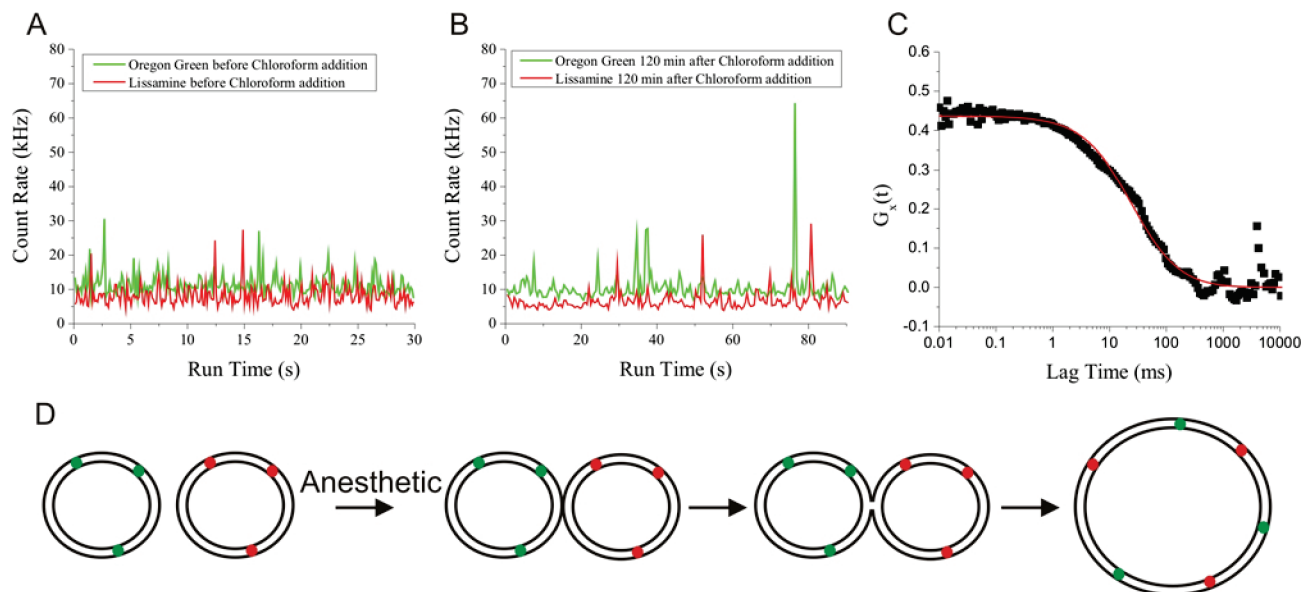 A
Oregon Green before Chloroform addition
Lissamine before Chloroform addition
Count Rate (kHz)
80
70
60
50
40
30
20
10
0
0 5 10 15 20 25 30
Run Time (s)
B
Oregon Green 120 min after Chloroform addition
Lissamine 120 min after Chloroform addition
Count Rate (kHz)
80
70
60
50
40
30
20
10
0
0 20 40 60 80
Run Time (s)
C
Gₓ(t)
0.6
0.5
0.4
0.3
0.2
0.1
0.0
-0.1
0.01 0.1 1 10 100 1000 10000
Lag Time (ms)
D
Anesthetic